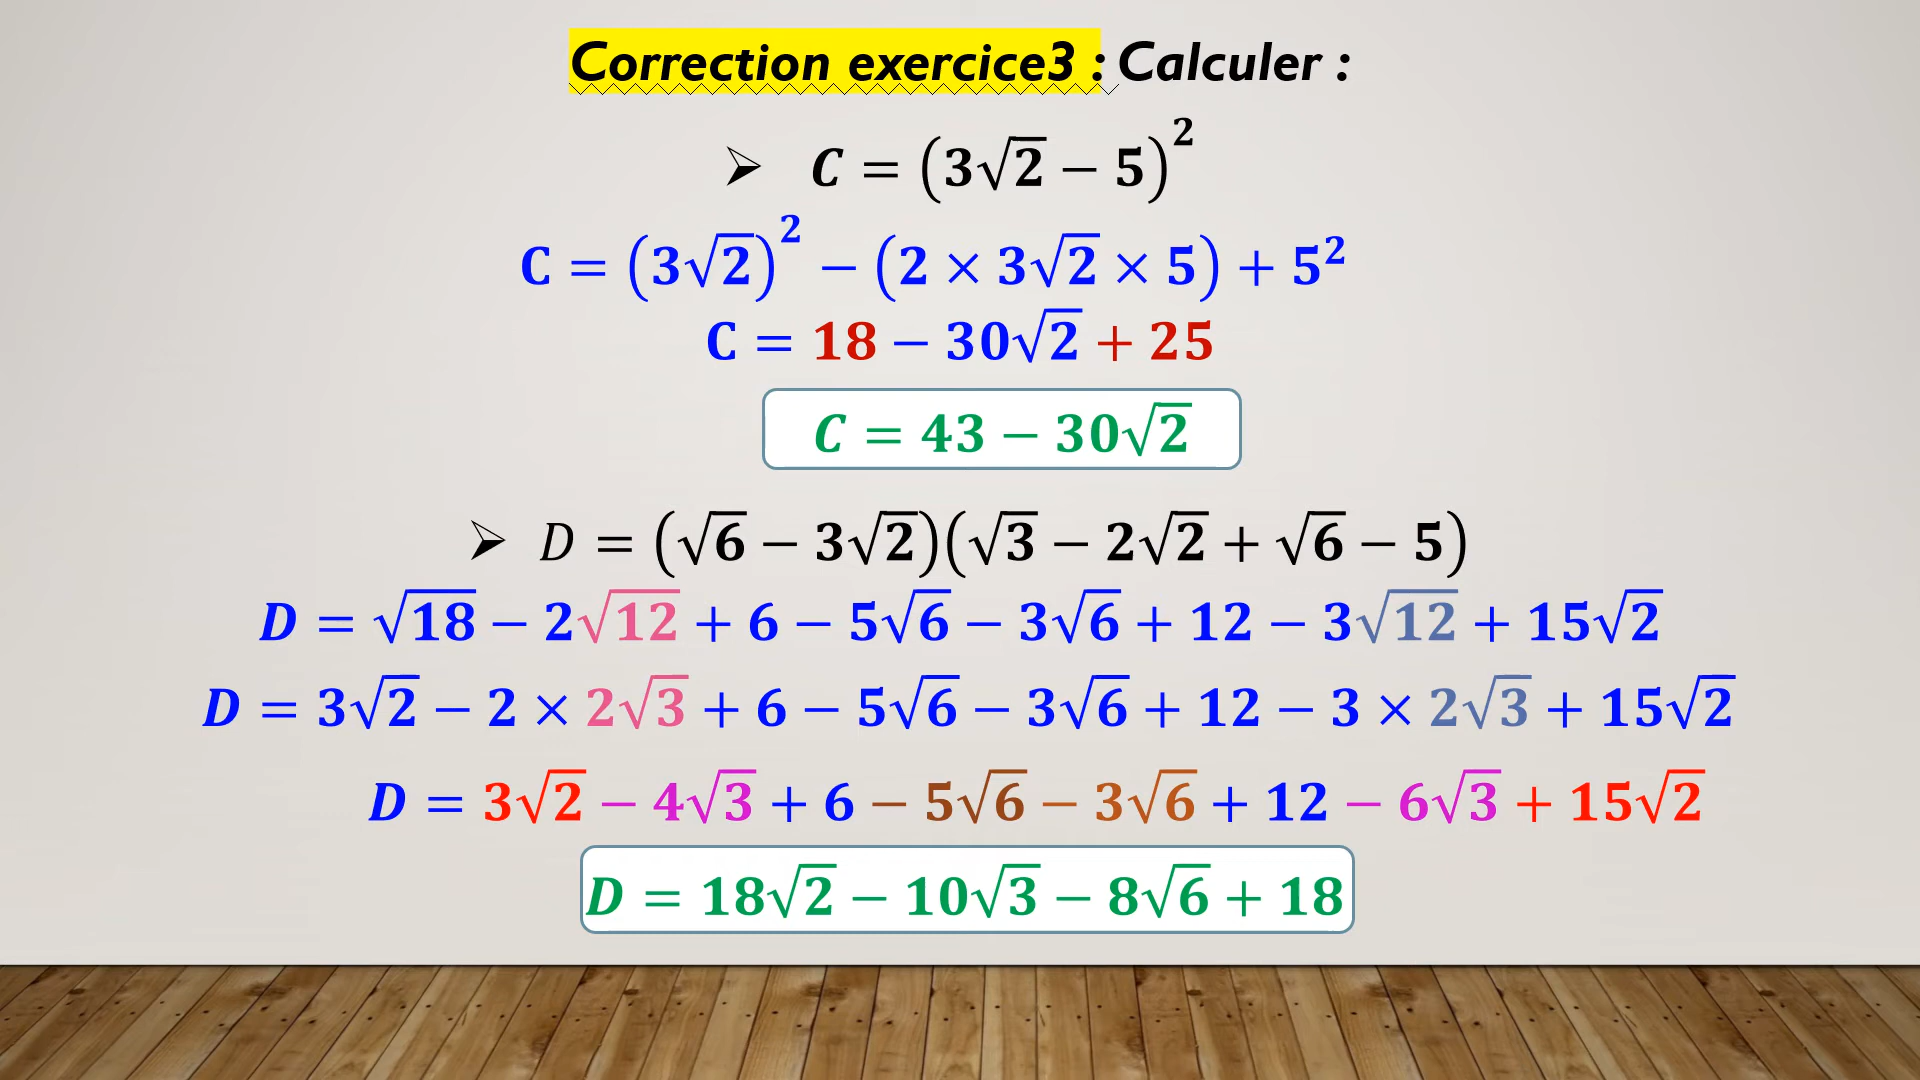 Correction exercice3 : Calculer :
➢ C = (3√2 − 5)²
C = (3√2)² − (2 × 3√2 × 5) + 5²
C = 18 − 30√2 + 25
C = 43 − 30√2
➢ D = (√6 − 3√2)(√3 − 2√2 + √6 − 5)
D = √18 − 2√12 + 6 − 5√6 − 3√6 + 12 − 3√12 + 15√2
D = 3√2 − 2 × 2√3 + 6 − 5√6 − 3√6 + 12 − 3 × 2√3 + 15√2
D = 3√2 − 4√3 + 6 − 5√6 − 3√6 + 12 − 6√3 + 15√2
D = 18√2 − 10√3 − 8√6 + 18